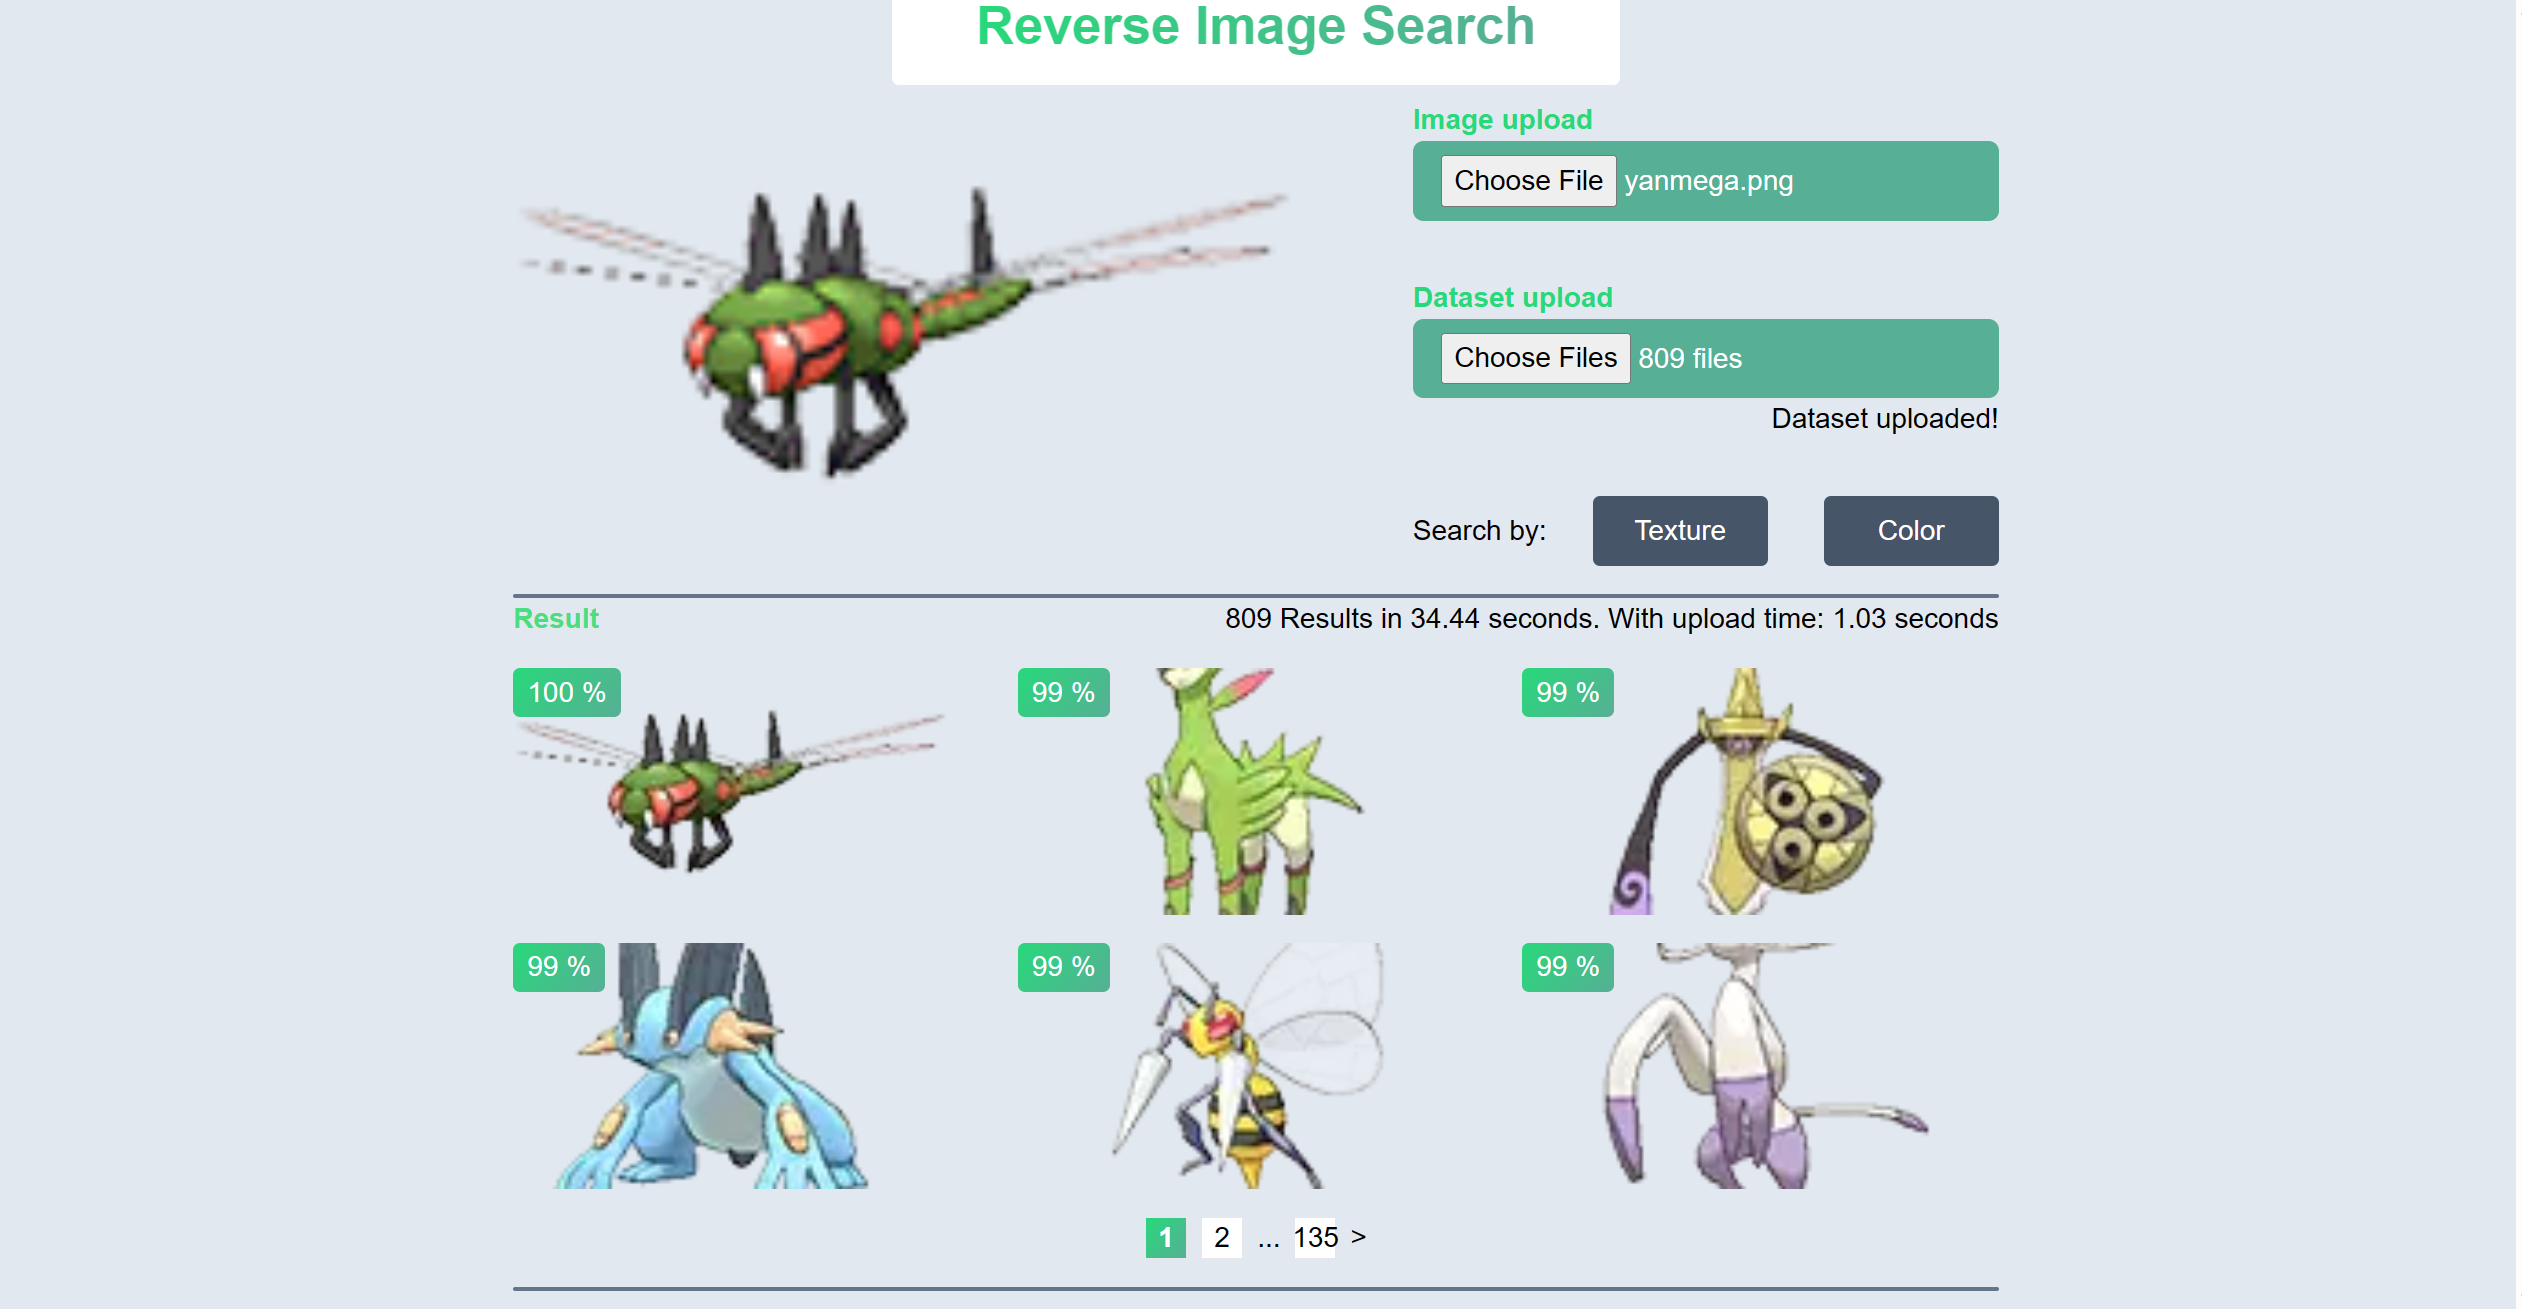 Reverse Image Search
Image upload
Choose File yanmega.png
Dataset upload
Choose Files 809 files
Dataset uploaded!
Search by: Texture Color
Result 809 Results in 34.44 seconds. With upload time: 1.03 seconds
100 % 99 % 99 %
99 % 99 % 99 %
1 2 ... 135 >